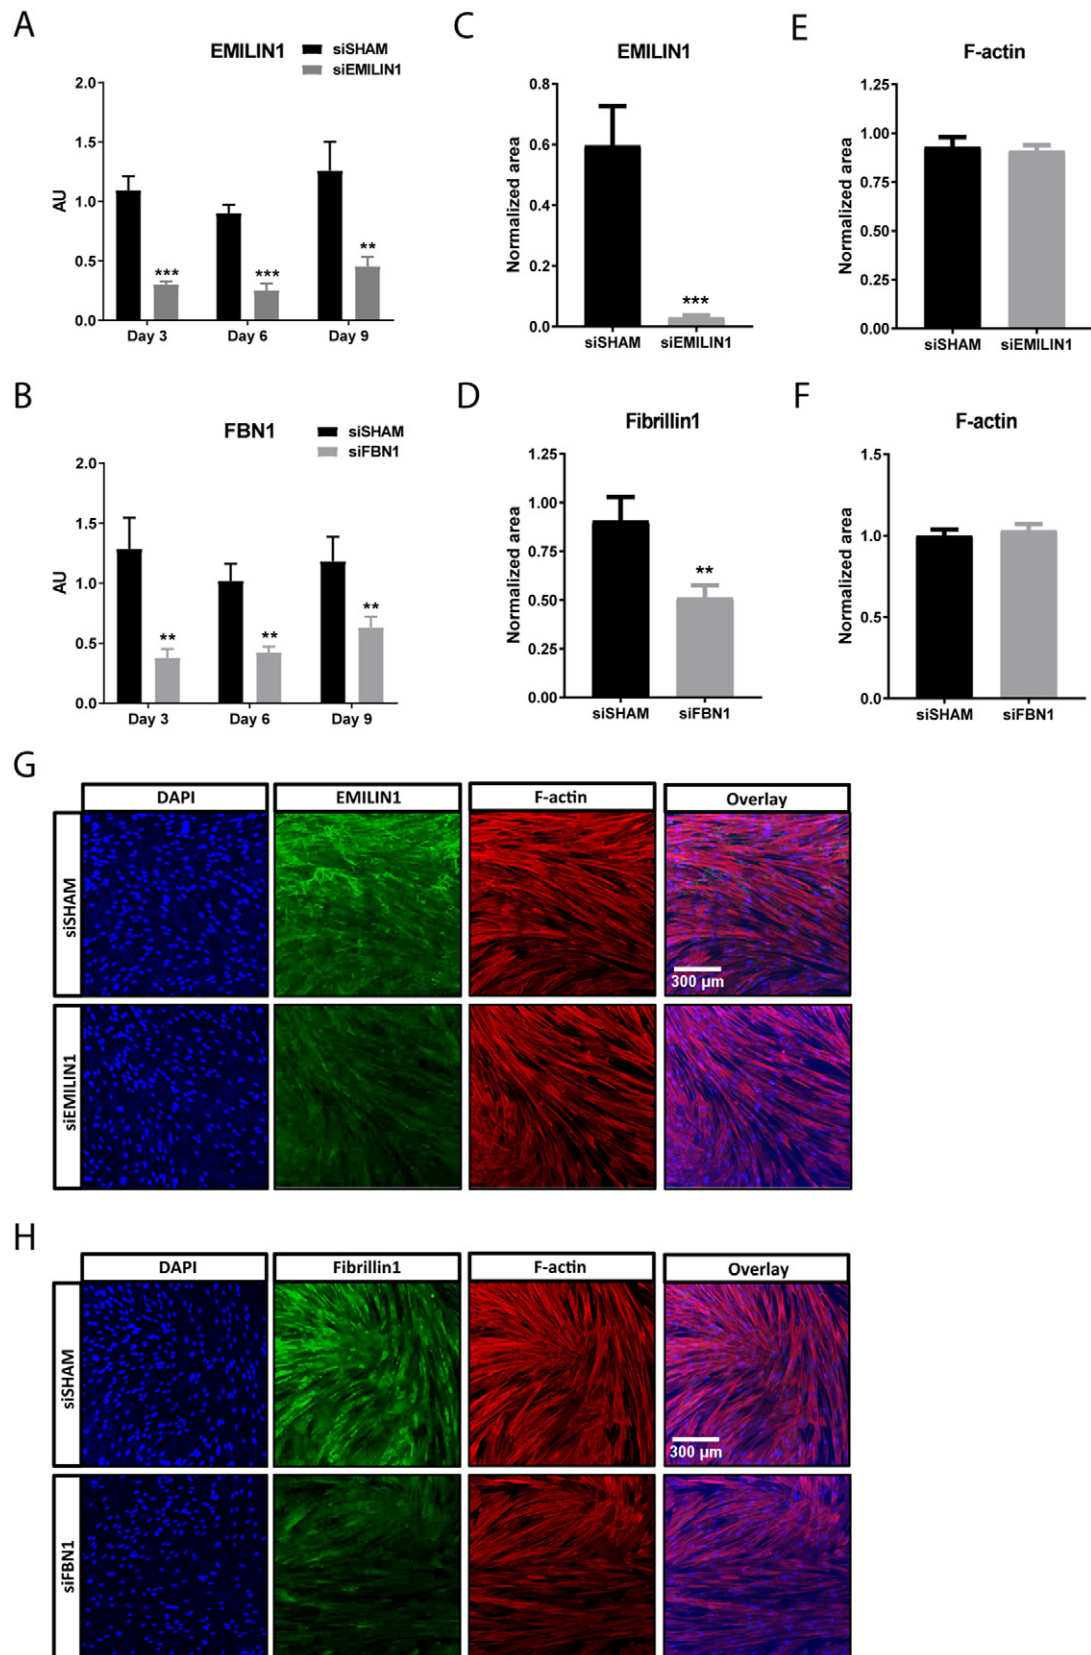 A
EMILIN1
siSHAM
siEMILIN1
2.0
1.5
1.0
0.5
0.0
AU
***
***
**
Day 3 Day 6 Day 9
C
EMILIN1
0.8
0.6
0.4
0.2
0.0
Normalized area
***
siSHAM siEMILIN1
E
F-actin
1.25
1.00
0.75
0.50
0.25
0.00
Normalized area
siSHAM siEMILIN1
B
FBN1
siSHAM
siFBN1
2.0
1.5
1.0
0.5
0.0
AU
**
**
**
Day 3 Day 6 Day 9
D
Fibrillin1
1.25
1.00
0.75
0.50
0.25
0.00
Normalized area
**
siSHAM siFBN1
F
F-actin
1.5
1.0
0.5
0.0
Normalized area
siSHAM siFBN1
G
DAPI EMILIN1 F-actin Overlay
siSHAM
300 µm
siEMILIN1
H
DAPI Fibrillin1 F-actin Overlay
siSHAM
300 µm
siFBN1